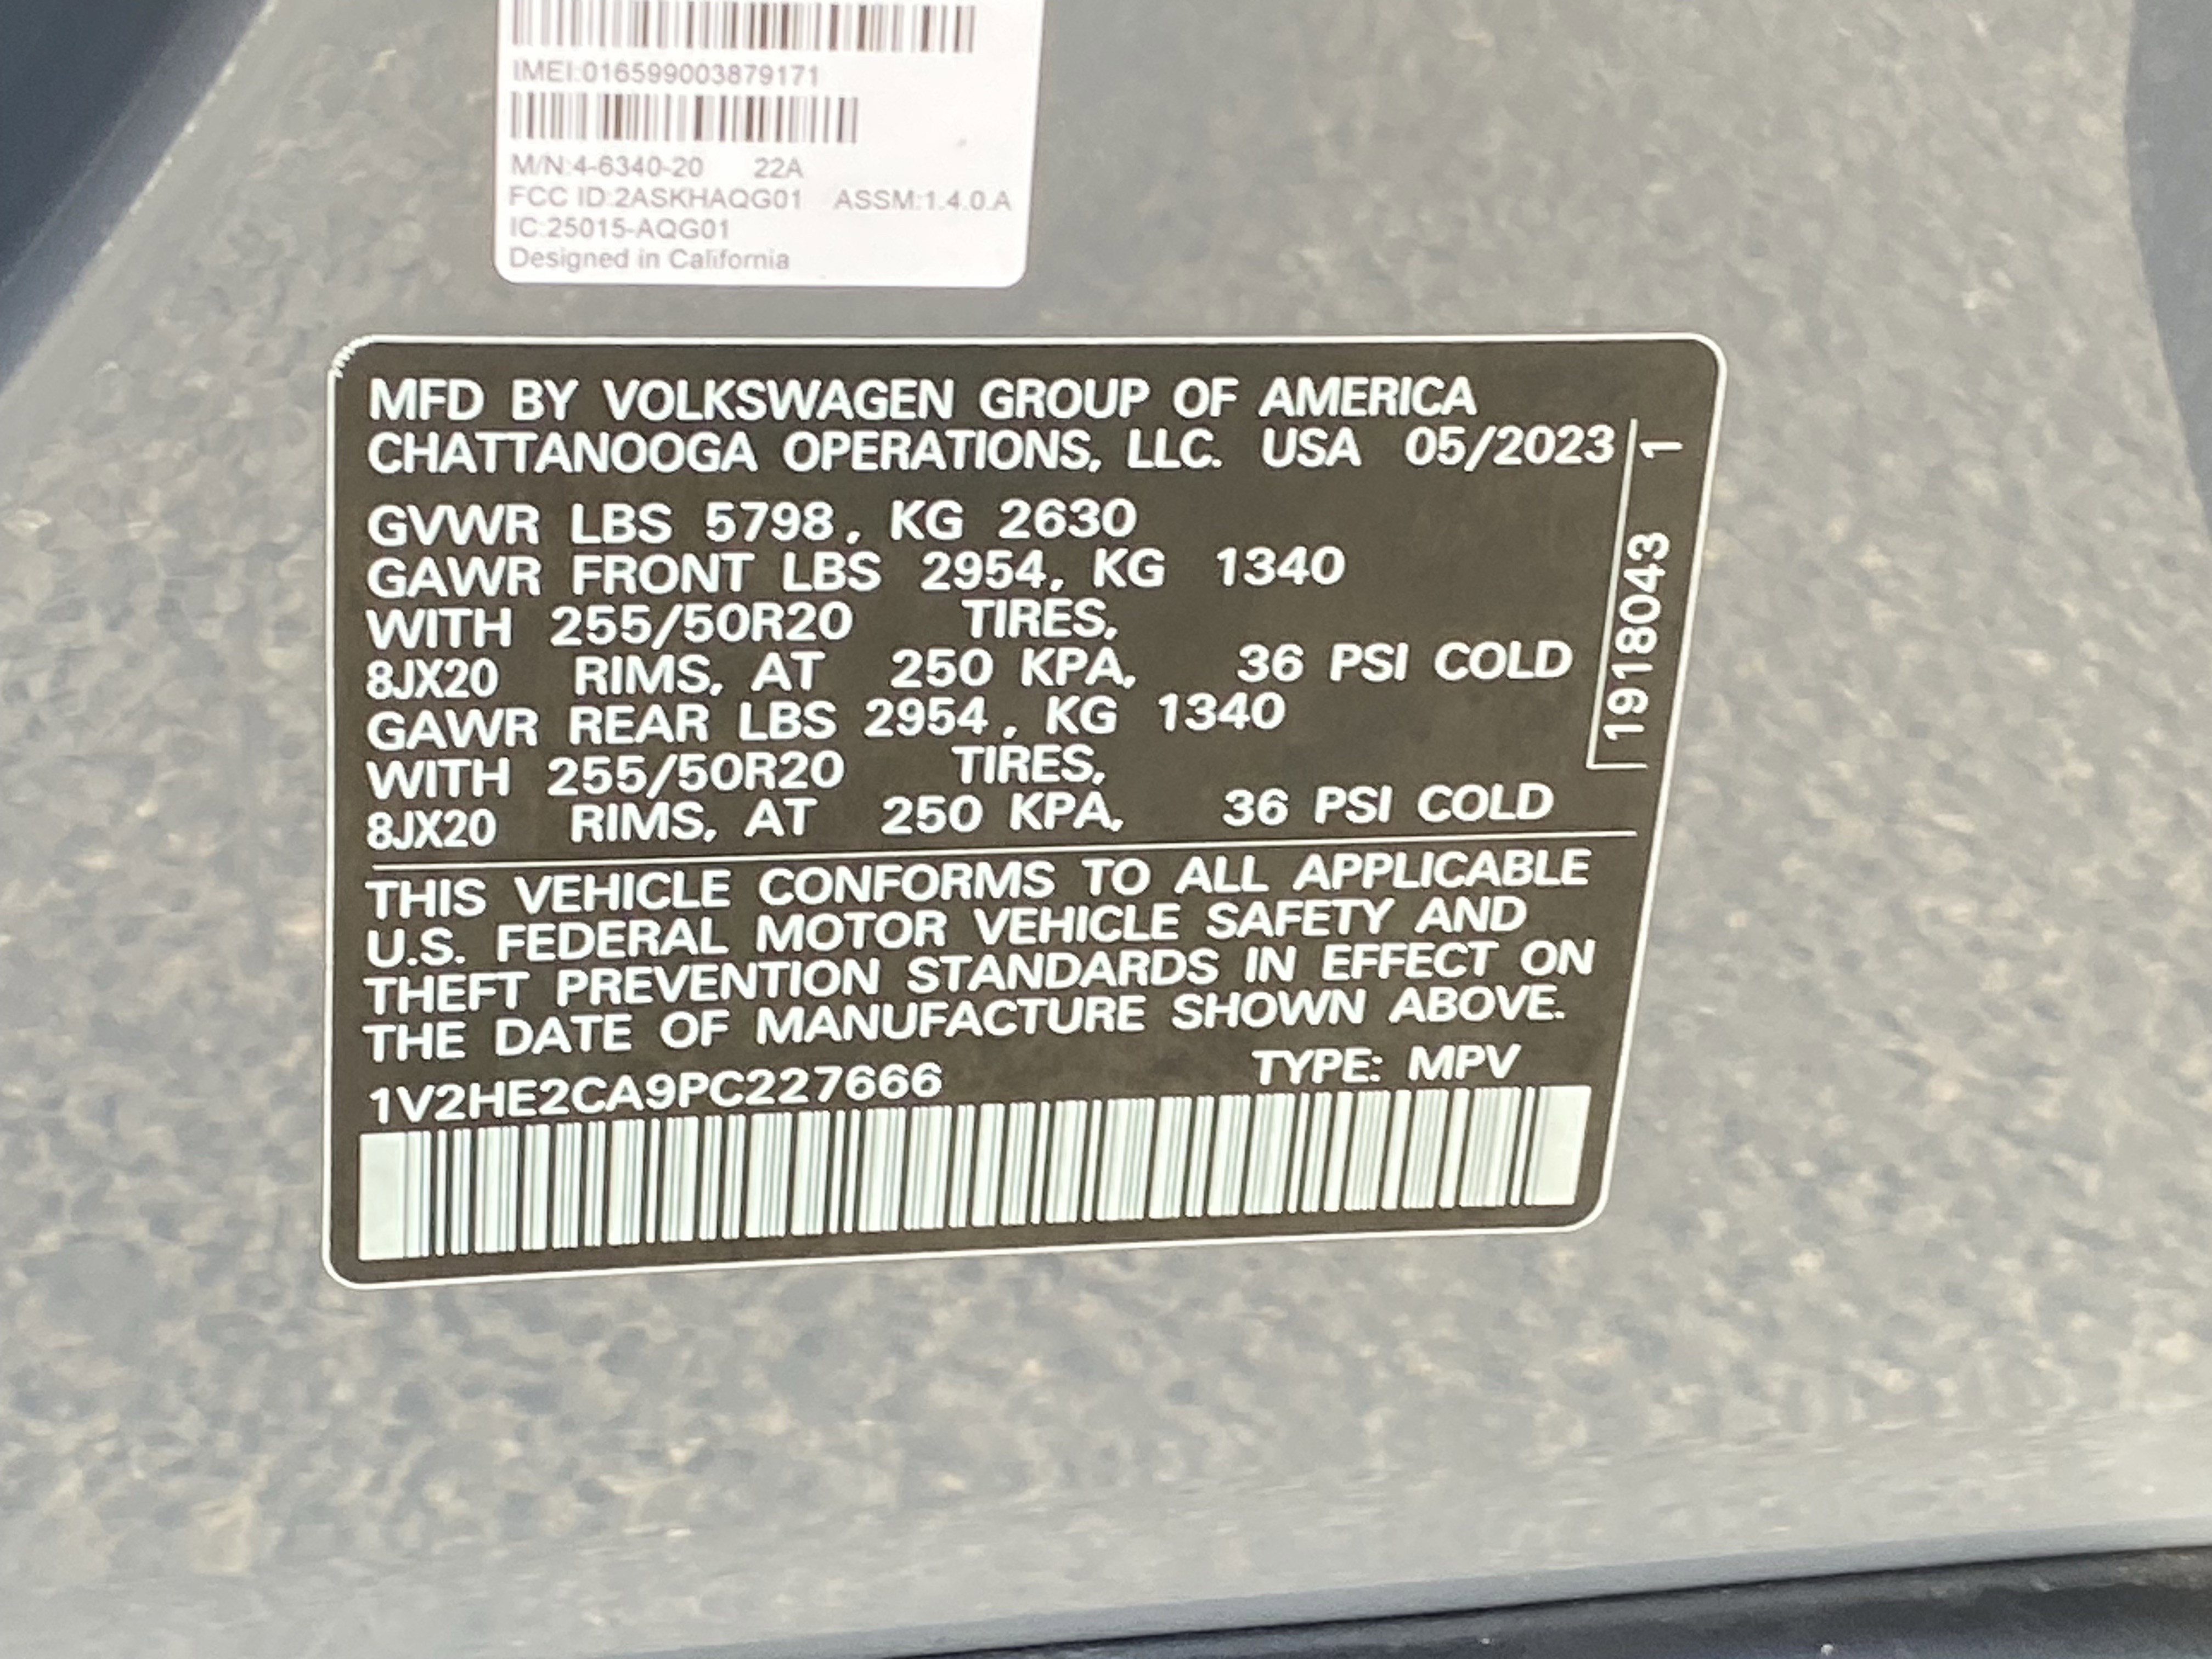 IMEI:016599003879171
M/N:4-6340-20 22A
FCC ID:2ASKHAQG01 ASSM:1.4.0.A
IC:25015-AQG01
Designed in California
MFD BY VOLKSWAGEN GROUP OF AMERICA
CHATTANOOGA OPERATIONS, LLC. USA 05/2023
GVWR LBS 5798, KG 2630
GAWR FRONT LBS 2954, KG 1340
WITH 255/50R20 TIRES,
8JX20 RIMS, AT 250 KPA, 36 PSI COLD
GAWR REAR LBS 2954, KG 1340
WITH 255/50R20 TIRES,
8JX20 RIMS, AT 250 KPA, 36 PSI COLD
1918043 1
THIS VEHICLE CONFORMS TO ALL APPLICABLE
U.S. FEDERAL MOTOR VEHICLE SAFETY AND
THEFT PREVENTION STANDARDS IN EFFECT ON
THE DATE OF MANUFACTURE SHOWN ABOVE.
1V2HE2CA9PC227666 TYPE: MPV